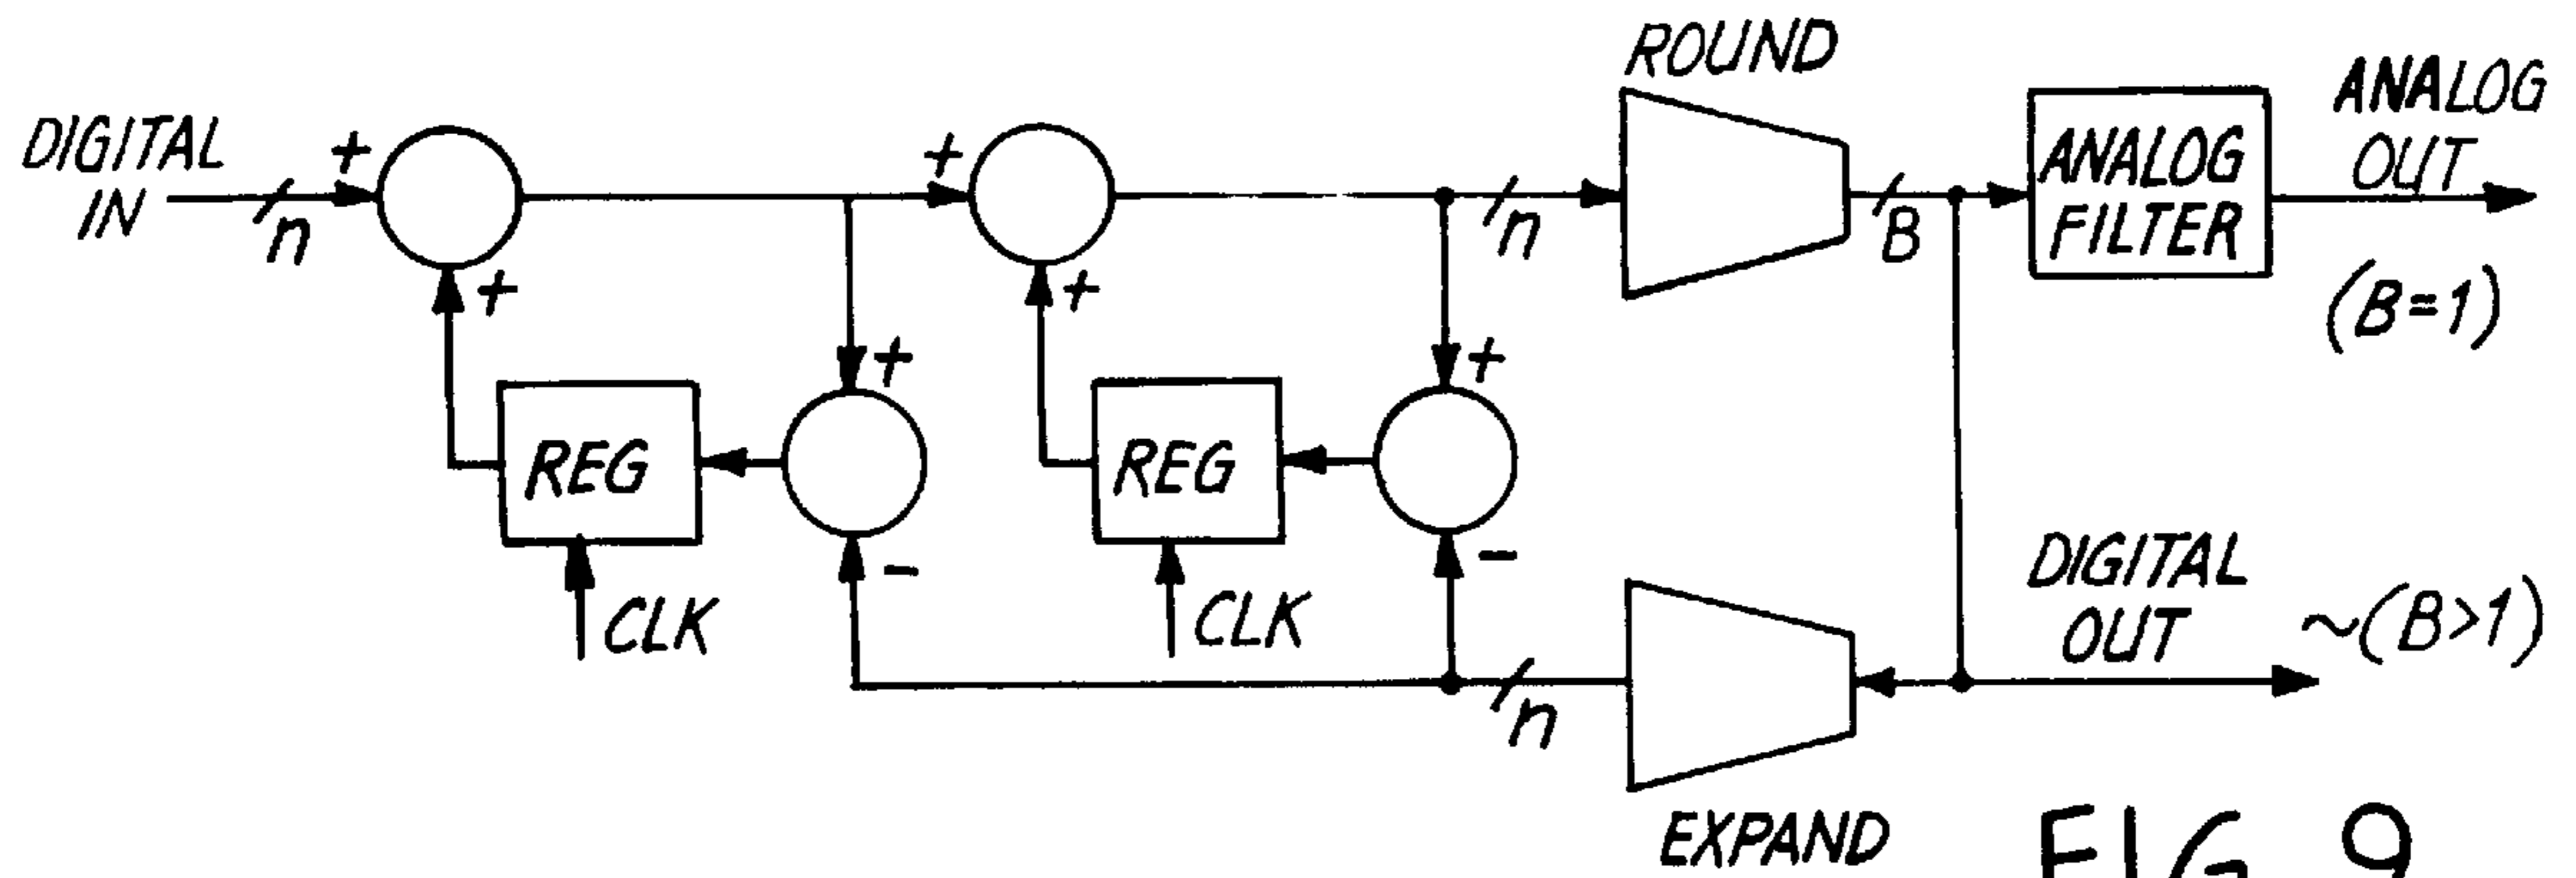 DIGITAL
IN
n
+
+
+
-
REG
CLK
+
+
+
-
REG
CLK
n
ROUND
B
ANALOG
FILTER
ANALOG
OUT
(B=1)
n
EXPAND
DIGITAL
OUT
~(B>1)
FIG. 9